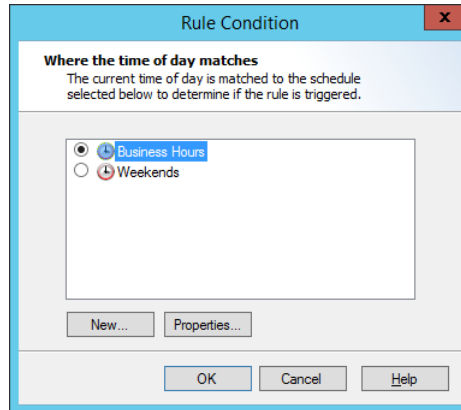 Rule Condition
x
Where the time of day matches
The current time of day is matched to the schedule
selected below to determine if the rule is triggered.
Business Hours
Weekends
New... Properties...
OK Cancel Help